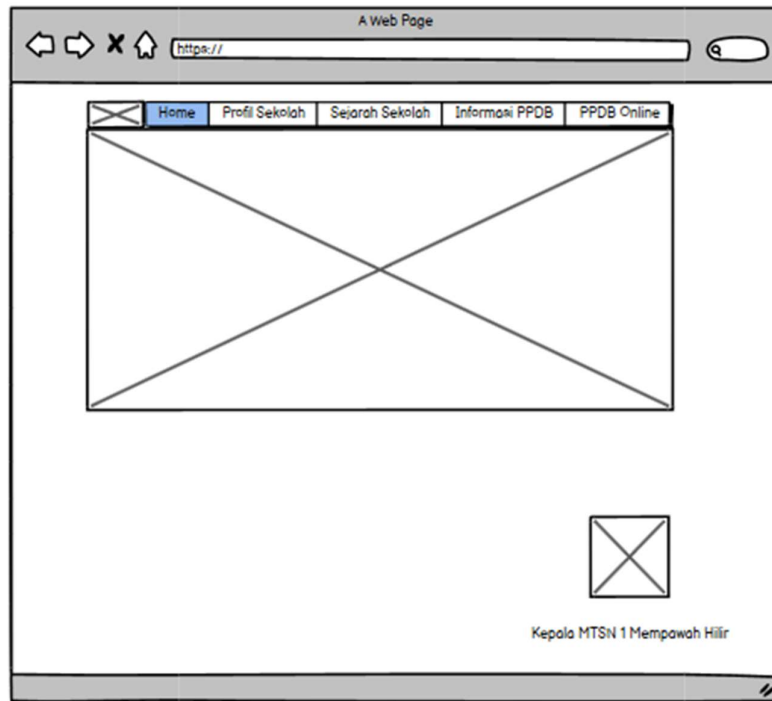 A Web Page
https://
Home Profil Sekolah Sejarah Sekolah Informasi PPDB PPDB Online
Kepala MTSN 1 Mempawah Hilir